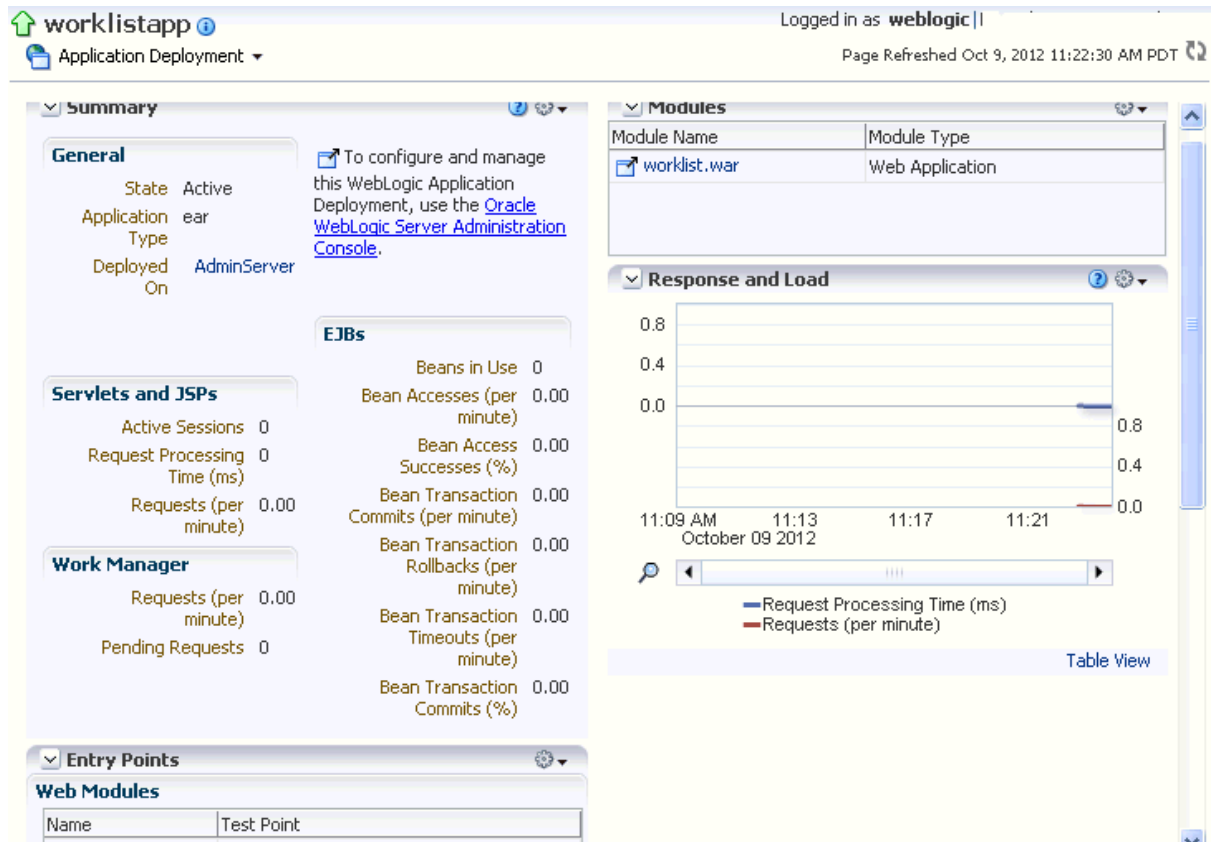 worklistapp
Logged in as weblogic|
Application Deployment
Page Refreshed Oct 9, 2012 11:22:30 AM PDT
Summary
General
State Active
Application Type ear
Deployed On AdminServer
To configure and manage
this WebLogic Application
Deployment, use the Oracle
WebLogic Server Administration
Console.
Servlets and JSPs
Active Sessions 0
Request Processing Time (ms) 0
Requests (per minute) 0.00
Work Manager
Requests (per minute) 0.00
Pending Requests 0
EJBs
Beans in Use 0
Bean Accesses (per minute) 0.00
Bean Access Successes (%) 0.00
Bean Transaction Commits (per minute) 0.00
Bean Transaction Rollbacks (per minute) 0.00
Bean Transaction Timeouts (per minute) 0.00
Bean Transaction Commits (%) 0.00
Entry Points
Web Modules
Name Test Point
Modules
Module Name Module Type
worklist.war Web Application
Response and Load
0.8
0.4
0.0
0.8
0.4
0.0
11:09 AM 11:13 11:17 11:21
October 09 2012
Request Processing Time (ms)
Requests (per minute)
Table View